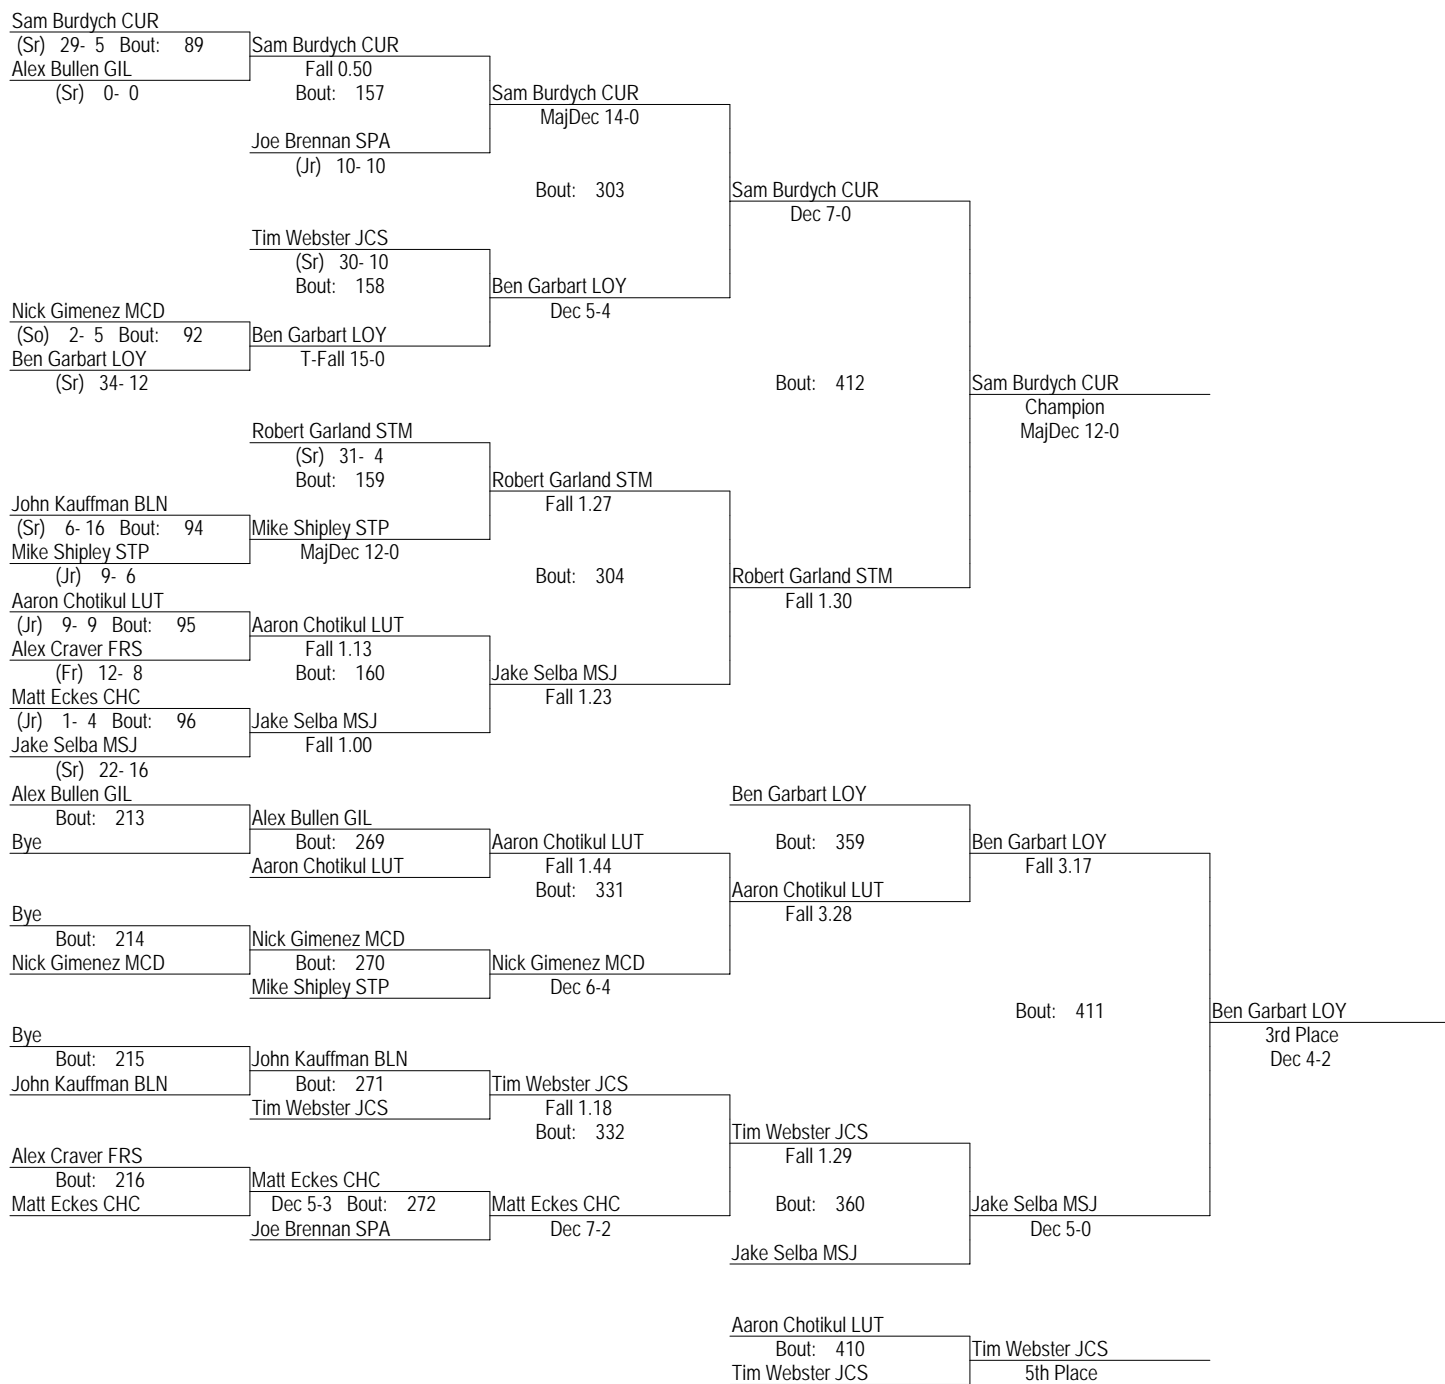 Sam Burdych CUR
(Sr) 29- 5 Bout: 89
Alex Bullen GIL
(Sr) 0- 0
Sam Burdych CUR
Fall 0.50
Bout: 157
Joe Brennan SPA
(Jr) 10- 10
Sam Burdych CUR
MajDec 14-0
Bout: 303
Tim Webster JCS
(Sr) 30- 10
Bout: 158
Nick Gimenez MCD
(So) 2- 5 Bout: 92
Ben Garbart LOY
(Sr) 34- 12
Ben Garbart LOY
T-Fall 15-0
Ben Garbart LOY
Dec 5-4
Sam Burdych CUR
Dec 7-0
Bout: 412
Sam Burdych CUR
Champion
MajDec 12-0
Robert Garland STM
(Sr) 31- 4
Bout: 159
John Kauffman BLN
(Sr) 6- 16 Bout: 94
Mike Shipley STP
(Jr) 9- 6
Mike Shipley STP
MajDec 12-0
Robert Garland STM
Fall 1.27
Bout: 304
Robert Garland STM
Fall 1.30
Aaron Chotikul LUT
(Jr) 9- 9 Bout: 95
Alex Craver FRS
(Fr) 12- 8
Aaron Chotikul LUT
Fall 1.13
Bout: 160
Matt Eckes CHC
(Jr) 1- 4 Bout: 96
Jake Selba MSJ
(Sr) 22- 16
Jake Selba MSJ
Fall 1.00
Jake Selba MSJ
Fall 1.23
Alex Bullen GIL
Bout: 213
Bye
Alex Bullen GIL
Bout: 269
Aaron Chotikul LUT
Aaron Chotikul LUT
Fall 1.44
Bout: 331
Bye
Bout: 214
Nick Gimenez MCD
Nick Gimenez MCD
Bout: 270
Mike Shipley STP
Nick Gimenez MCD
Dec 6-4
Ben Garbart LOY
Bout: 359
Aaron Chotikul LUT
Fall 3.28
Ben Garbart LOY
Fall 3.17
Bout: 411
Ben Garbart LOY
3rd Place
Dec 4-2
Bye
Bout: 215
John Kauffman BLN
John Kauffman BLN
Bout: 271
Tim Webster JCS
Tim Webster JCS
Fall 1.18
Bout: 332
Alex Craver FRS
Bout: 216
Matt Eckes CHC
Matt Eckes CHC
Dec 5-3 Bout: 272
Joe Brennan SPA
Matt Eckes CHC
Dec 7-2
Tim Webster JCS
Fall 1.29
Bout: 360
Jake Selba MSJ
Jake Selba MSJ
Dec 5-0
Aaron Chotikul LUT
Bout: 410
Tim Webster JCS
Tim Webster JCS
5th Place